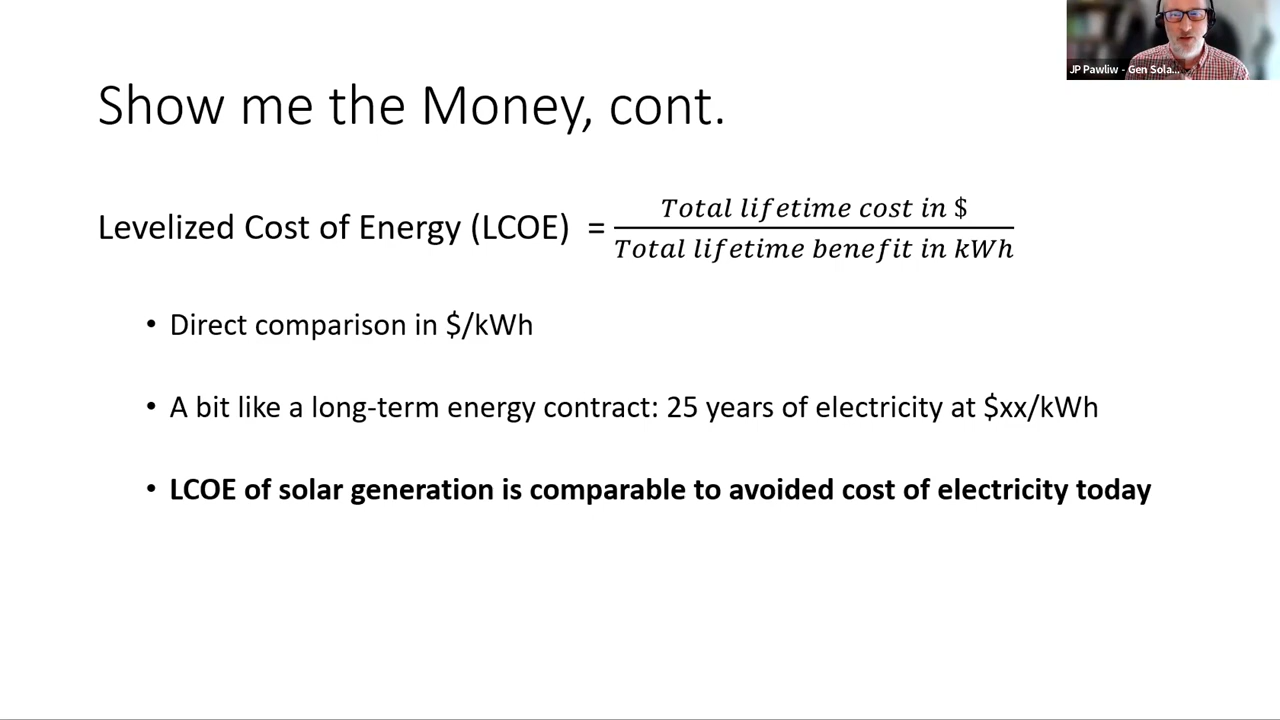 JP Pawliw - Gen Sola...
Show me the Money, cont.
Levelized Cost of Energy (LCOE) = Total lifetime cost in $
Total lifetime benefit in kWh
• Direct comparison in $/kWh
• A bit like a long-term energy contract: 25 years of electricity at $xx/kWh
• LCOE of solar generation is comparable to avoided cost of electricity today